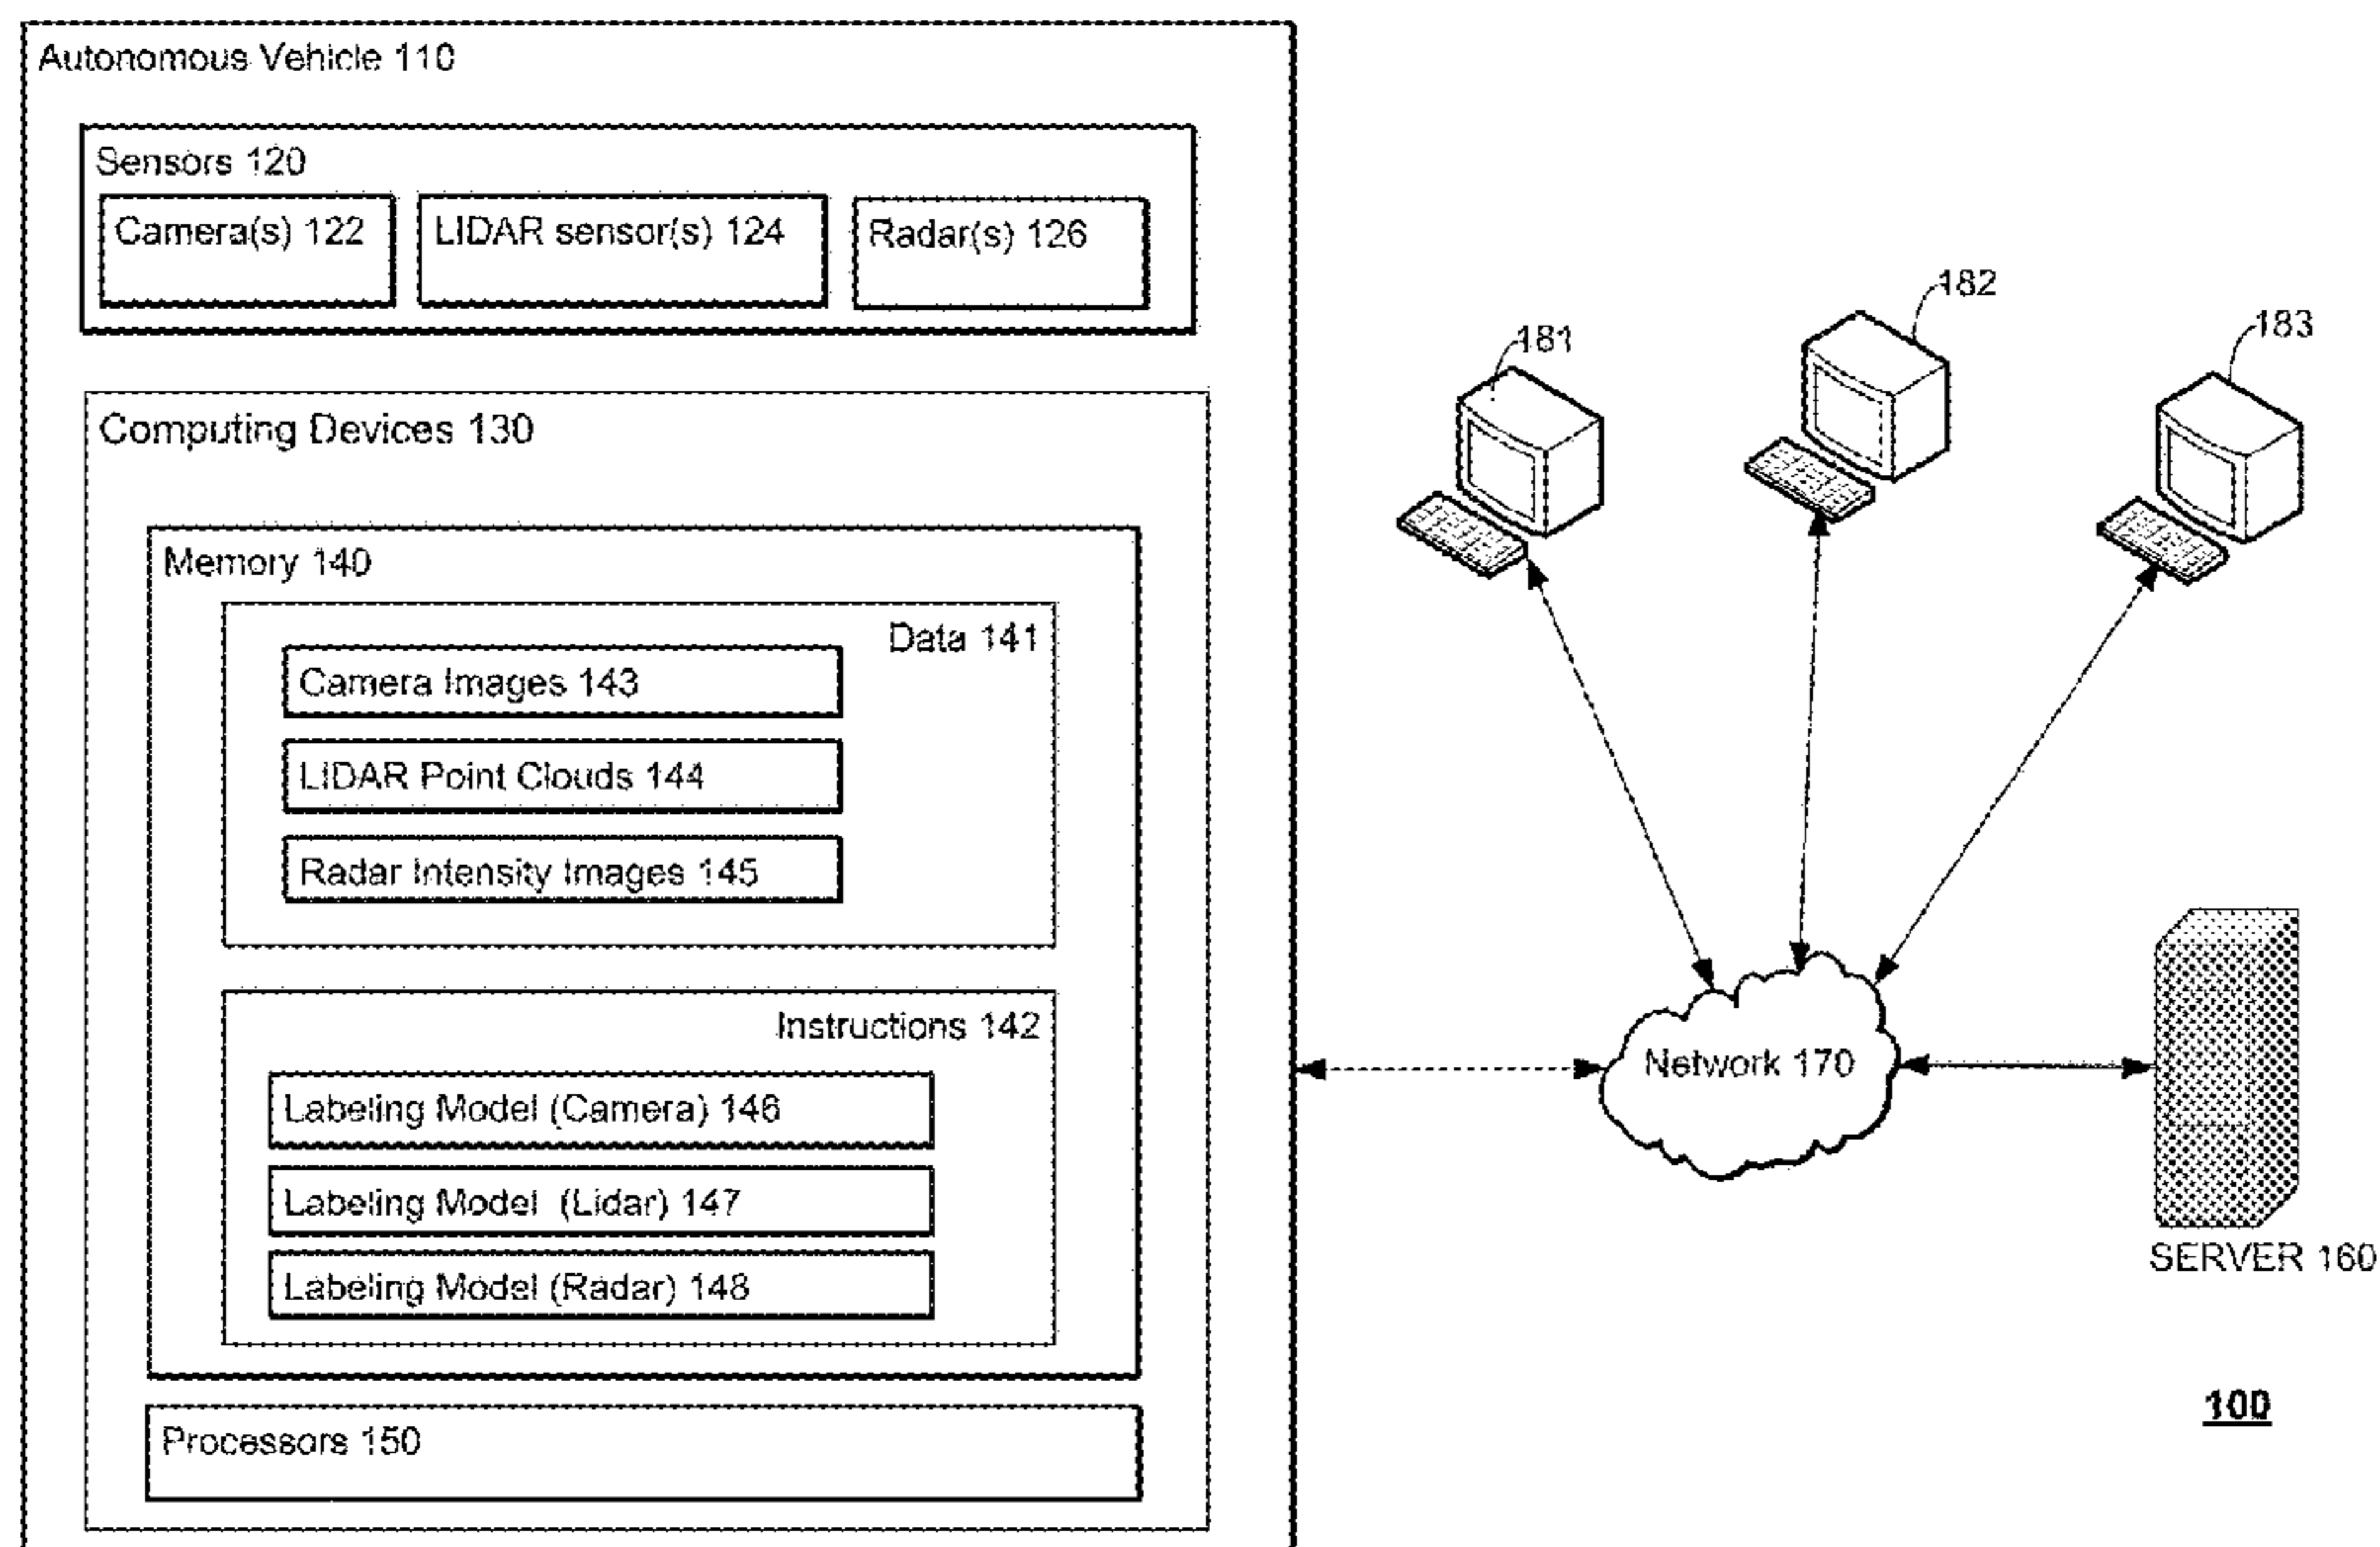 Autonomous Vehicle 110
Sensors 120
Camera(s) 122
LIDAR sensor(s) 124
Radar(s) 126
Computing Devices 130
Memory 140
Data 141
Camera Images 143
LIDAR Point Clouds 144
Radar Intensity Images 145
Instructions 142
Labeling Model (Camera) 146
Labeling Model (Lidar) 147
Labeling Model (Radar) 148
Processors 150
181
182
183
Network 170
SERVER 160
100